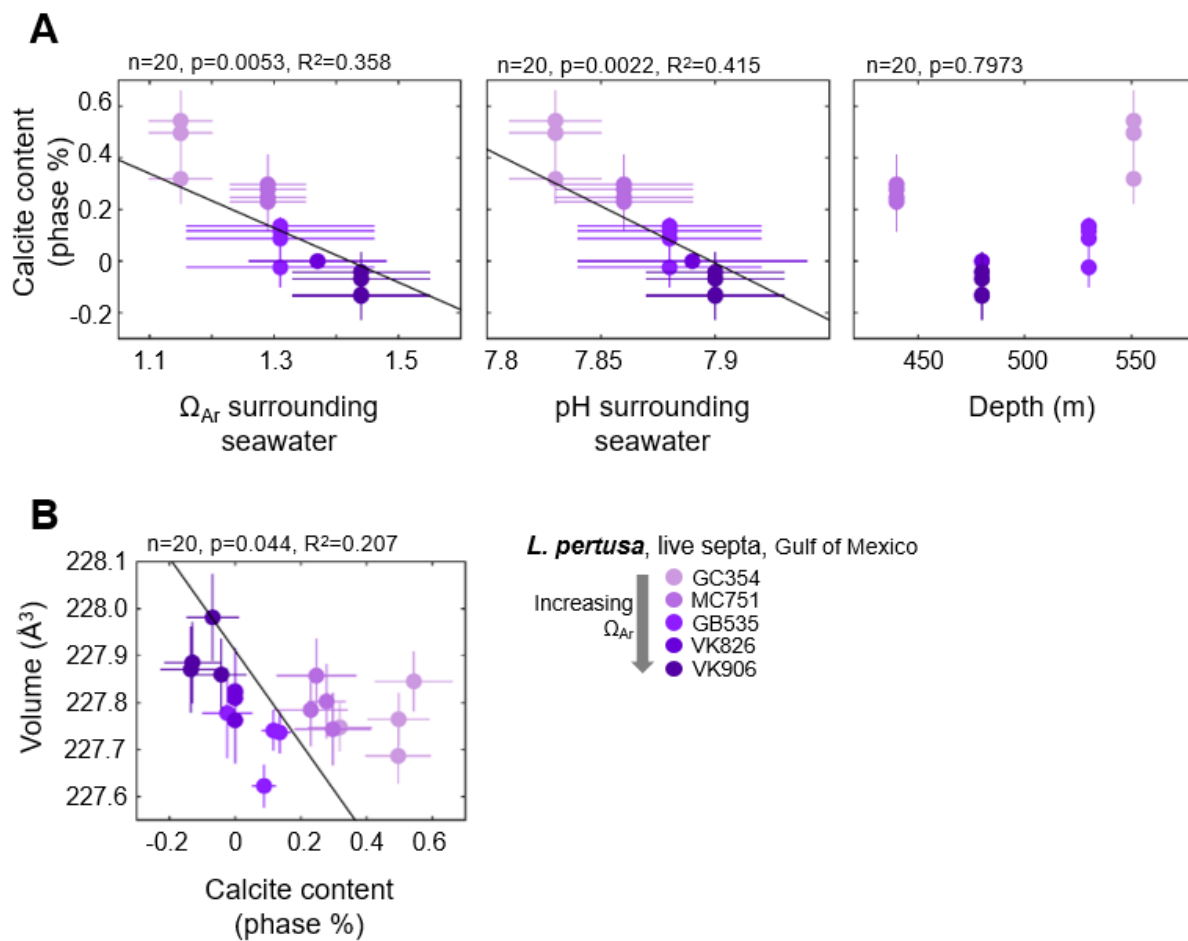 A
n=20, p=0.0053, R²=0.358
n=20, p=0.0022, R²=0.415
n=20, p=0.7973
Calcite content
(phase %)
0.6
0.4
0.2
0
-0.2
1.1
1.3
1.5
7.8
7.85
7.9
450
500
550
Ω_Ar surrounding
seawater
pH surrounding
seawater
Depth (m)
B
n=20, p=0.044, R²=0.207
Volume (Å³)
228.1
228.0
227.9
227.8
227.7
227.6
-0.2
0
0.2
0.4
0.6
Calcite content
(phase %)
L. pertusa, live septa, Gulf of Mexico
Increasing
Ω_Ar
GC354
MC751
GB535
VK826
VK906